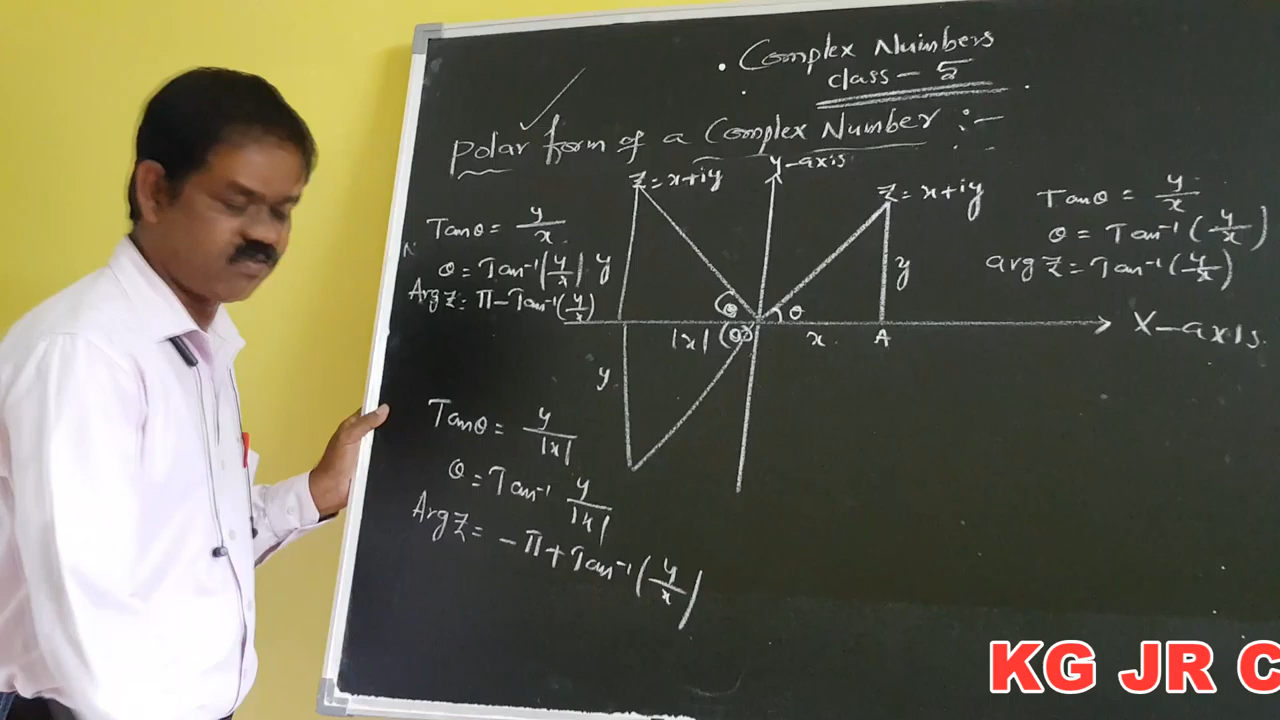 Complex Numbers
class - 5
Polar form of a Complex Number :-
Z = x+iy
y-axis
Z = x+iy
Tanθ = y/x
θ = Tan⁻¹(y/x)
arg Z = Tan⁻¹(y/x)
Tanθ = y/x
θ = Tan⁻¹|y/x|
Arg Z = π - Tan⁻¹(y/x)
y
y
θ
θ
|x|
θ
x
A
X-axis
y
Tanθ = y/|x|
θ = Tan⁻¹ y/|x|
Arg Z = -π + Tan⁻¹(y/x)
KG JR C